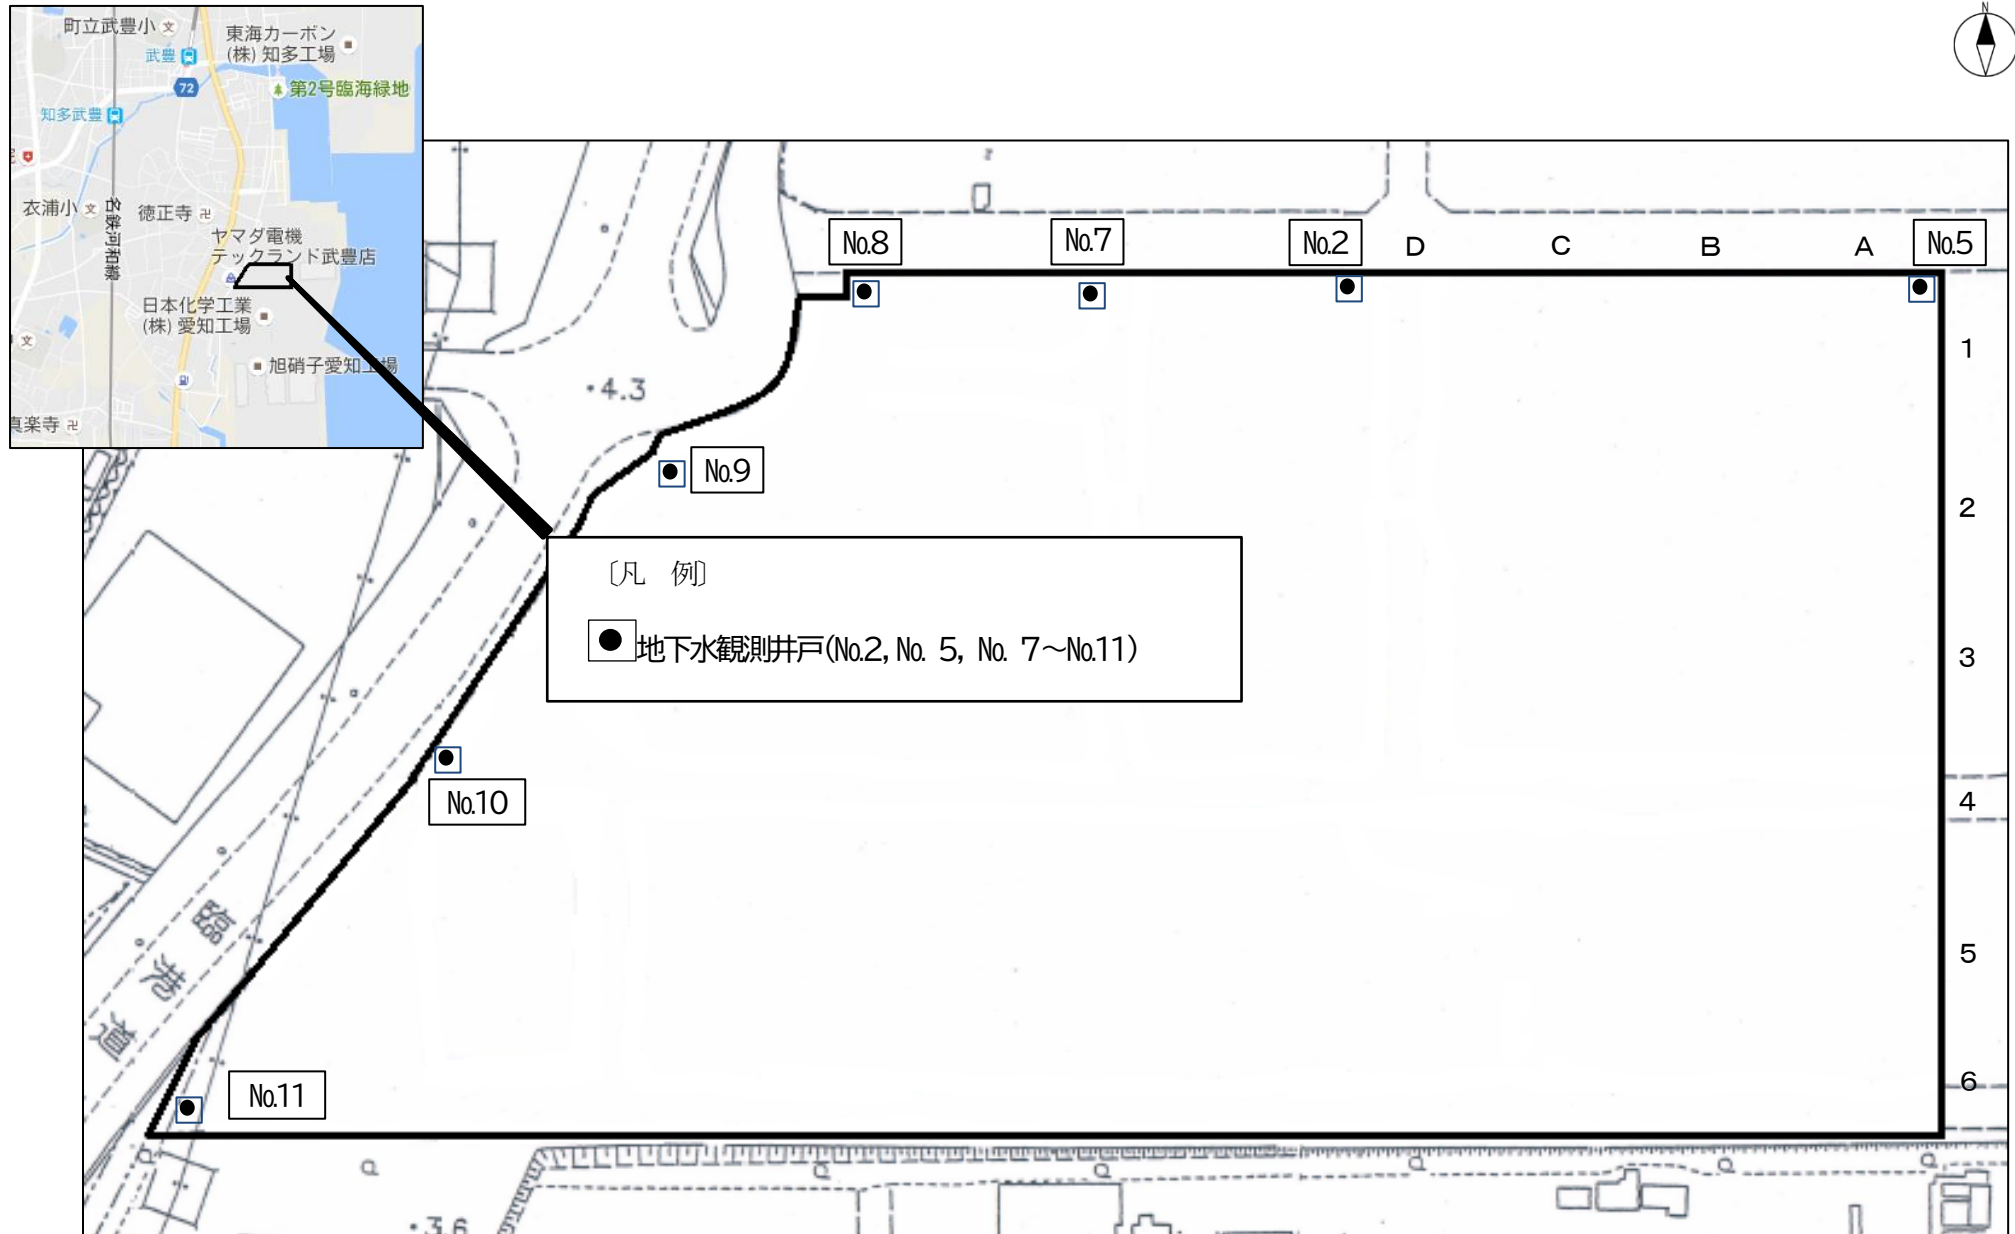 町立武豊小 文
東海カーボン
(株) 知多工場
武豊
72
第2号臨海緑地
知多武豊
衣浦小 文
徳正寺 卍
名鉄河和線
ヤマダ電機
テックランド武豊店
日本化学工業
(株) 愛知工場
文
旭硝子愛知工場
真楽寺 卍
N
No.8
No.7
No.2
D
C
B
A
No.5
1
・4.3
No.9
2
〔凡 例〕
地下水観測井戸(No.2, No. 5, No. 7～No.11)
3
No.10
4
5
No.11
6
・3.6